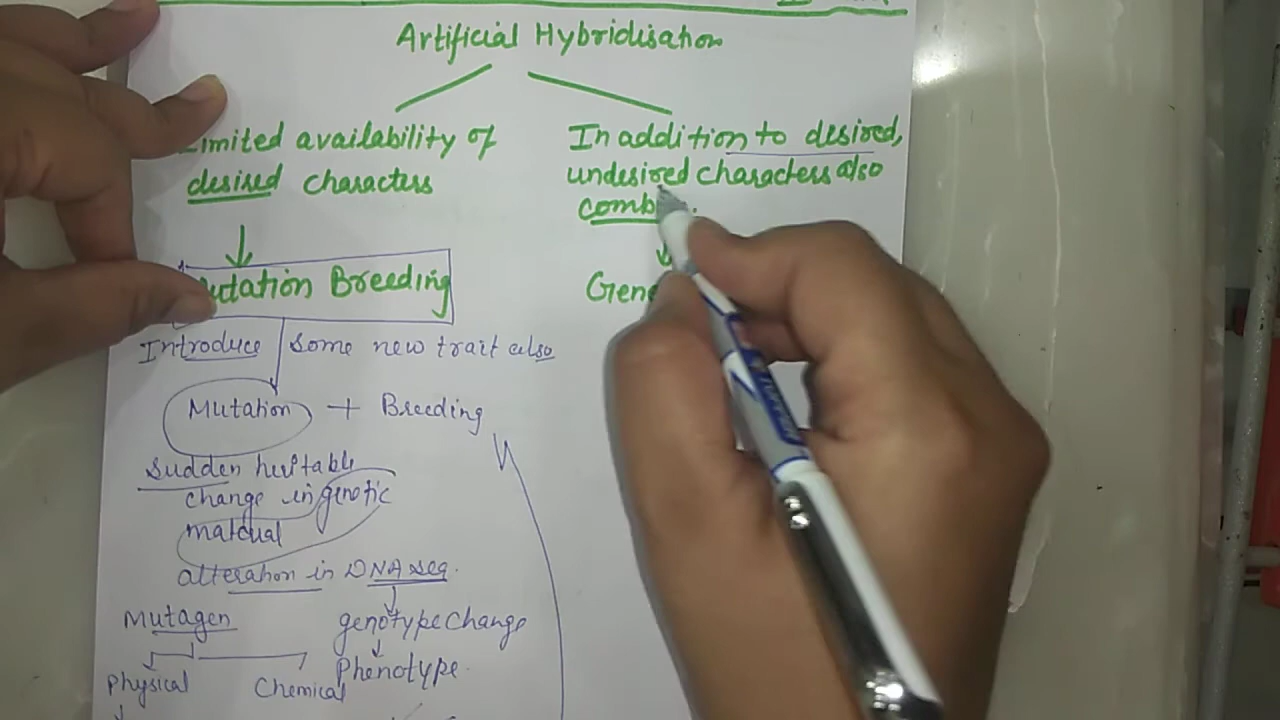 Artificial Hybridisation
Limited availability of
desired characters
In addition to desired,
undesired characters also
Mutation Breeding
Introduce some new trait also
Mutation + Breeding
Sudden heritable
change in genetic
material
alteration in DNA seq.
Mutagen
Physical
Chemical
genotype Change
Phenotype.